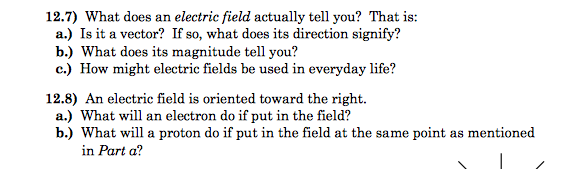 12.7) What does an electric field actually tell you? That is:
a.) Is it a vector? If so, what does its direction signify?
b.) What does its magnitude tell you?
c.) How might electric fields be used in everyday life?
12.8) An electric field is oriented toward the right.
a.) What will an electron do if put in the field?
b.) What will a proton do if put in the field at the same point as mentioned
in Part a?